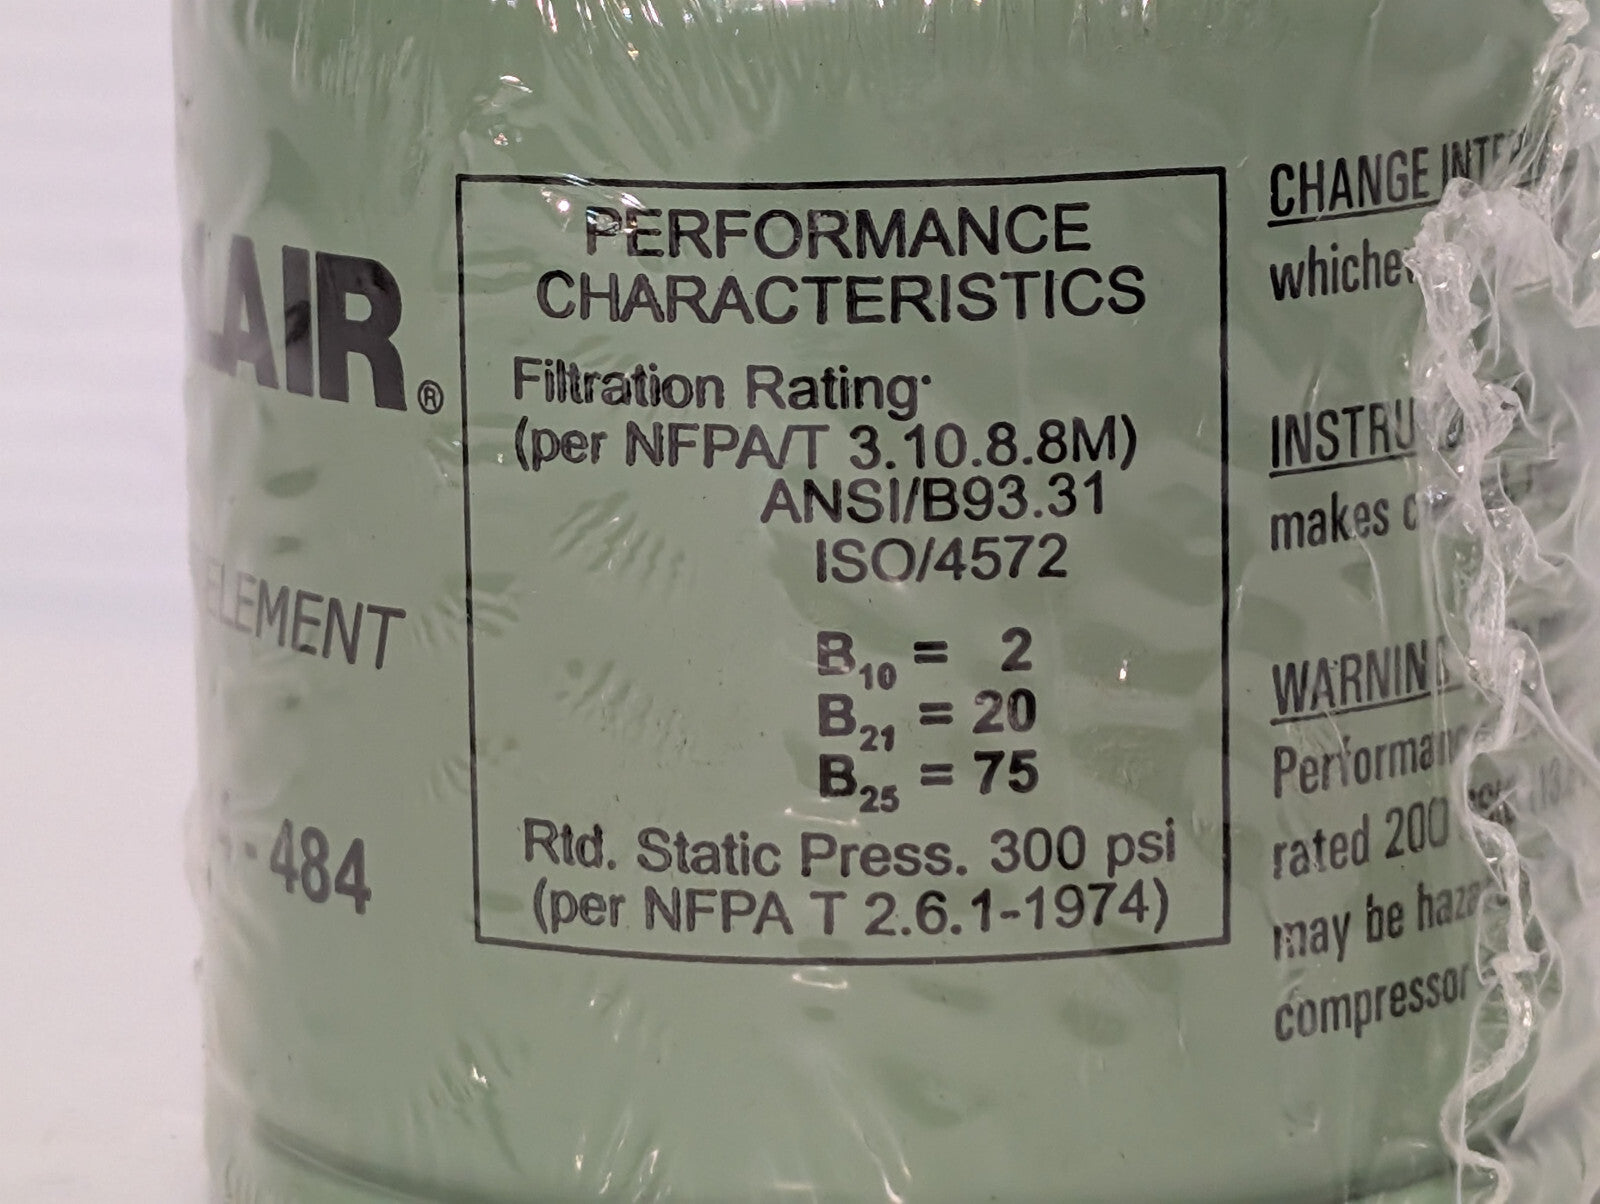 LAIR®
ELEMENT
- 484
PERFORMANCE
CHARACTERISTICS
Filtration Rating:
(per NFPA/T 3.10.8.8M)
ANSI/B93.31
ISO/4572
B10 = 2
B21 = 20
B25 = 75
Rtd. Static Press. 300 psi
(per NFPA T 2.6.1-1974)
CHANGE
INSTRU
makes
WARNING
rated 200
may be
compressor